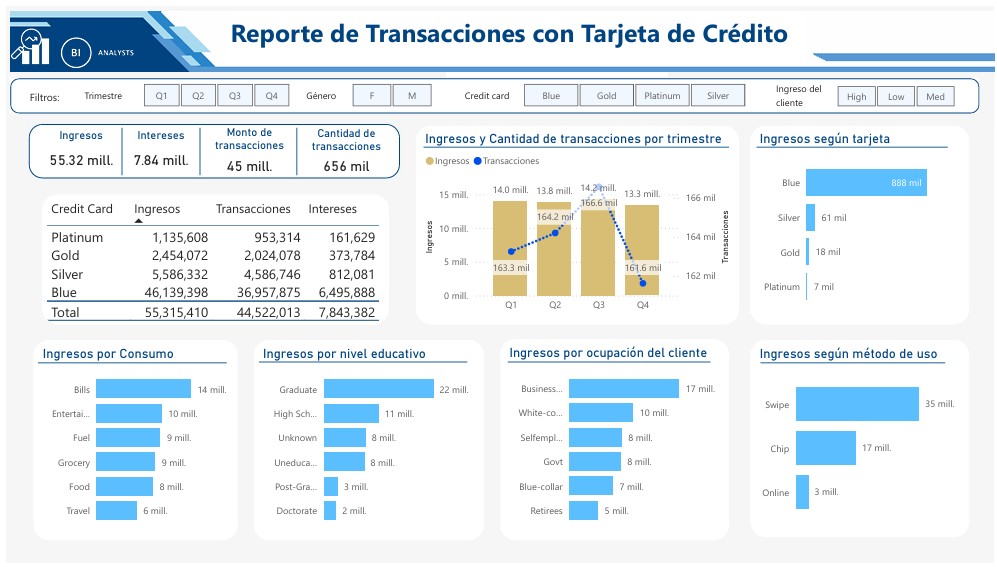 Reporte de Transacciones con Tarjeta de Crédito
BI ANALYSTS
Filtros: Trimestre Q1 Q2 Q3 Q4 Género F M Credit card Blue Gold Platinum Silver Ingreso del cliente High Low Med
Ingresos Intereses Monto de transacciones Cantidad de transacciones
55.32 mill. 7.84 mill. 45 mill. 656 mil
Credit Card Ingresos Transacciones Intereses
Platinum 1,135,608 953,314 161,629
Gold 2,454,072 2,024,078 373,784
Silver 5,586,332 4,586,746 812,081
Blue 46,139,398 36,957,875 6,495,888
Total 55,315,410 44,522,013 7,843,382
Ingresos y Cantidad de transacciones por trimestre
Ingresos Transacciones
15 mill.
10 mill.
5 mill.
0 mill.
Ingresos
14.0 mill. 13.8 mill. 14.2 mill. 13.3 mill.
163.3 mil 164.2 mil 166.6 mil 161.6 mil
166 mil
164 mil
162 mil
Transacciones
Q1 Q2 Q3 Q4
Ingresos según tarjeta
Blue 888 mil
Silver 61 mil
Gold 18 mil
Platinum 7 mil
Ingresos por Consumo
Bills 14 mill.
Entertai... 10 mill.
Fuel 9 mill.
Grocery 9 mill.
Food 8 mill.
Travel 6 mill.
Ingresos por nivel educativo
Graduate 22 mill.
High Sch... 11 mill.
Unknown 8 mill.
Uneduca... 8 mill.
Post-Gra... 3 mill.
Doctorate 2 mill.
Ingresos por ocupación del cliente
Business... 17 mill.
White-co... 10 mill.
Selfempl... 8 mill.
Govt 8 mill.
Blue-collar 7 mill.
Retirees 5 mill.
Ingresos según método de uso
Swipe 35 mill.
Chip 17 mill.
Online 3 mill.